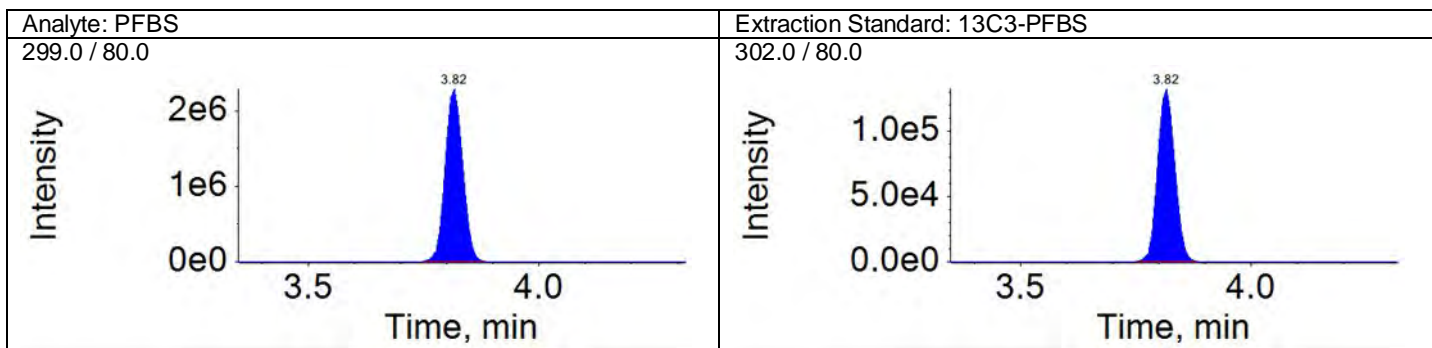 Analyte: PFBS
Extraction Standard: 13C3-PFBS
299.0 / 80.0
302.0 / 80.0
3.82
2e6
1e6
0e0
Intensity
3.5
4.0
Time, min
3.82
1.0e5
5.0e4
0.0e0
Intensity
3.5
4.0
Time, min